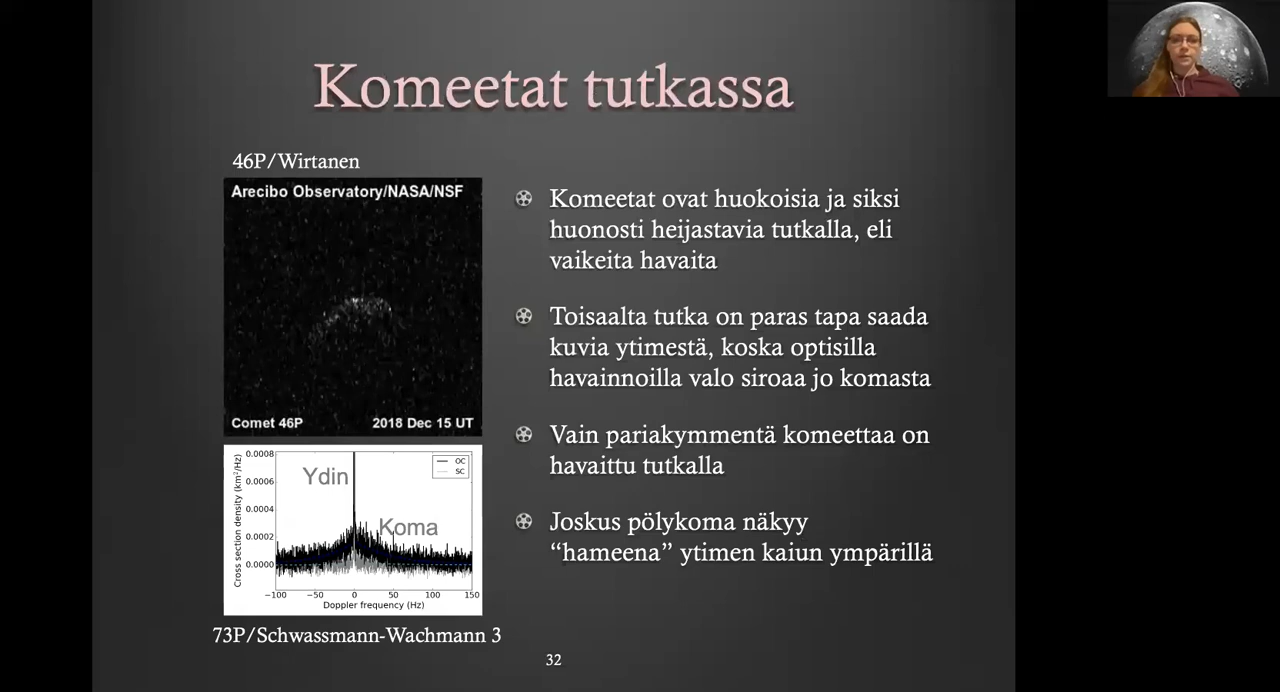 Komeetat tutkassa
46P/Wirtanen
Arecibo Observatory/NASA/NSF
Comet 46P 2018 Dec 15 UT
0.0008
0.0006
0.0004
0.0002
0.0000
Cross section density (km²/Hz)
Ydin
Koma
OC
SC
−100 −50 0 50 100 150
Doppler frequency (Hz)
73P/Schwassmann-Wachmann 3
Komeetat ovat huokoisia ja siksi
huonosti heijastavia tutkalla, eli
vaikeita havaita
Toisaalta tutka on paras tapa saada
kuvia ytimestä, koska optisilla
havainnoilla valo siroaa jo komasta
Vain pariakymmentä komeettaa on
havaittu tutkalla
Joskus pölykoma näkyy
“hameena” ytimen kaiun ympärillä
32